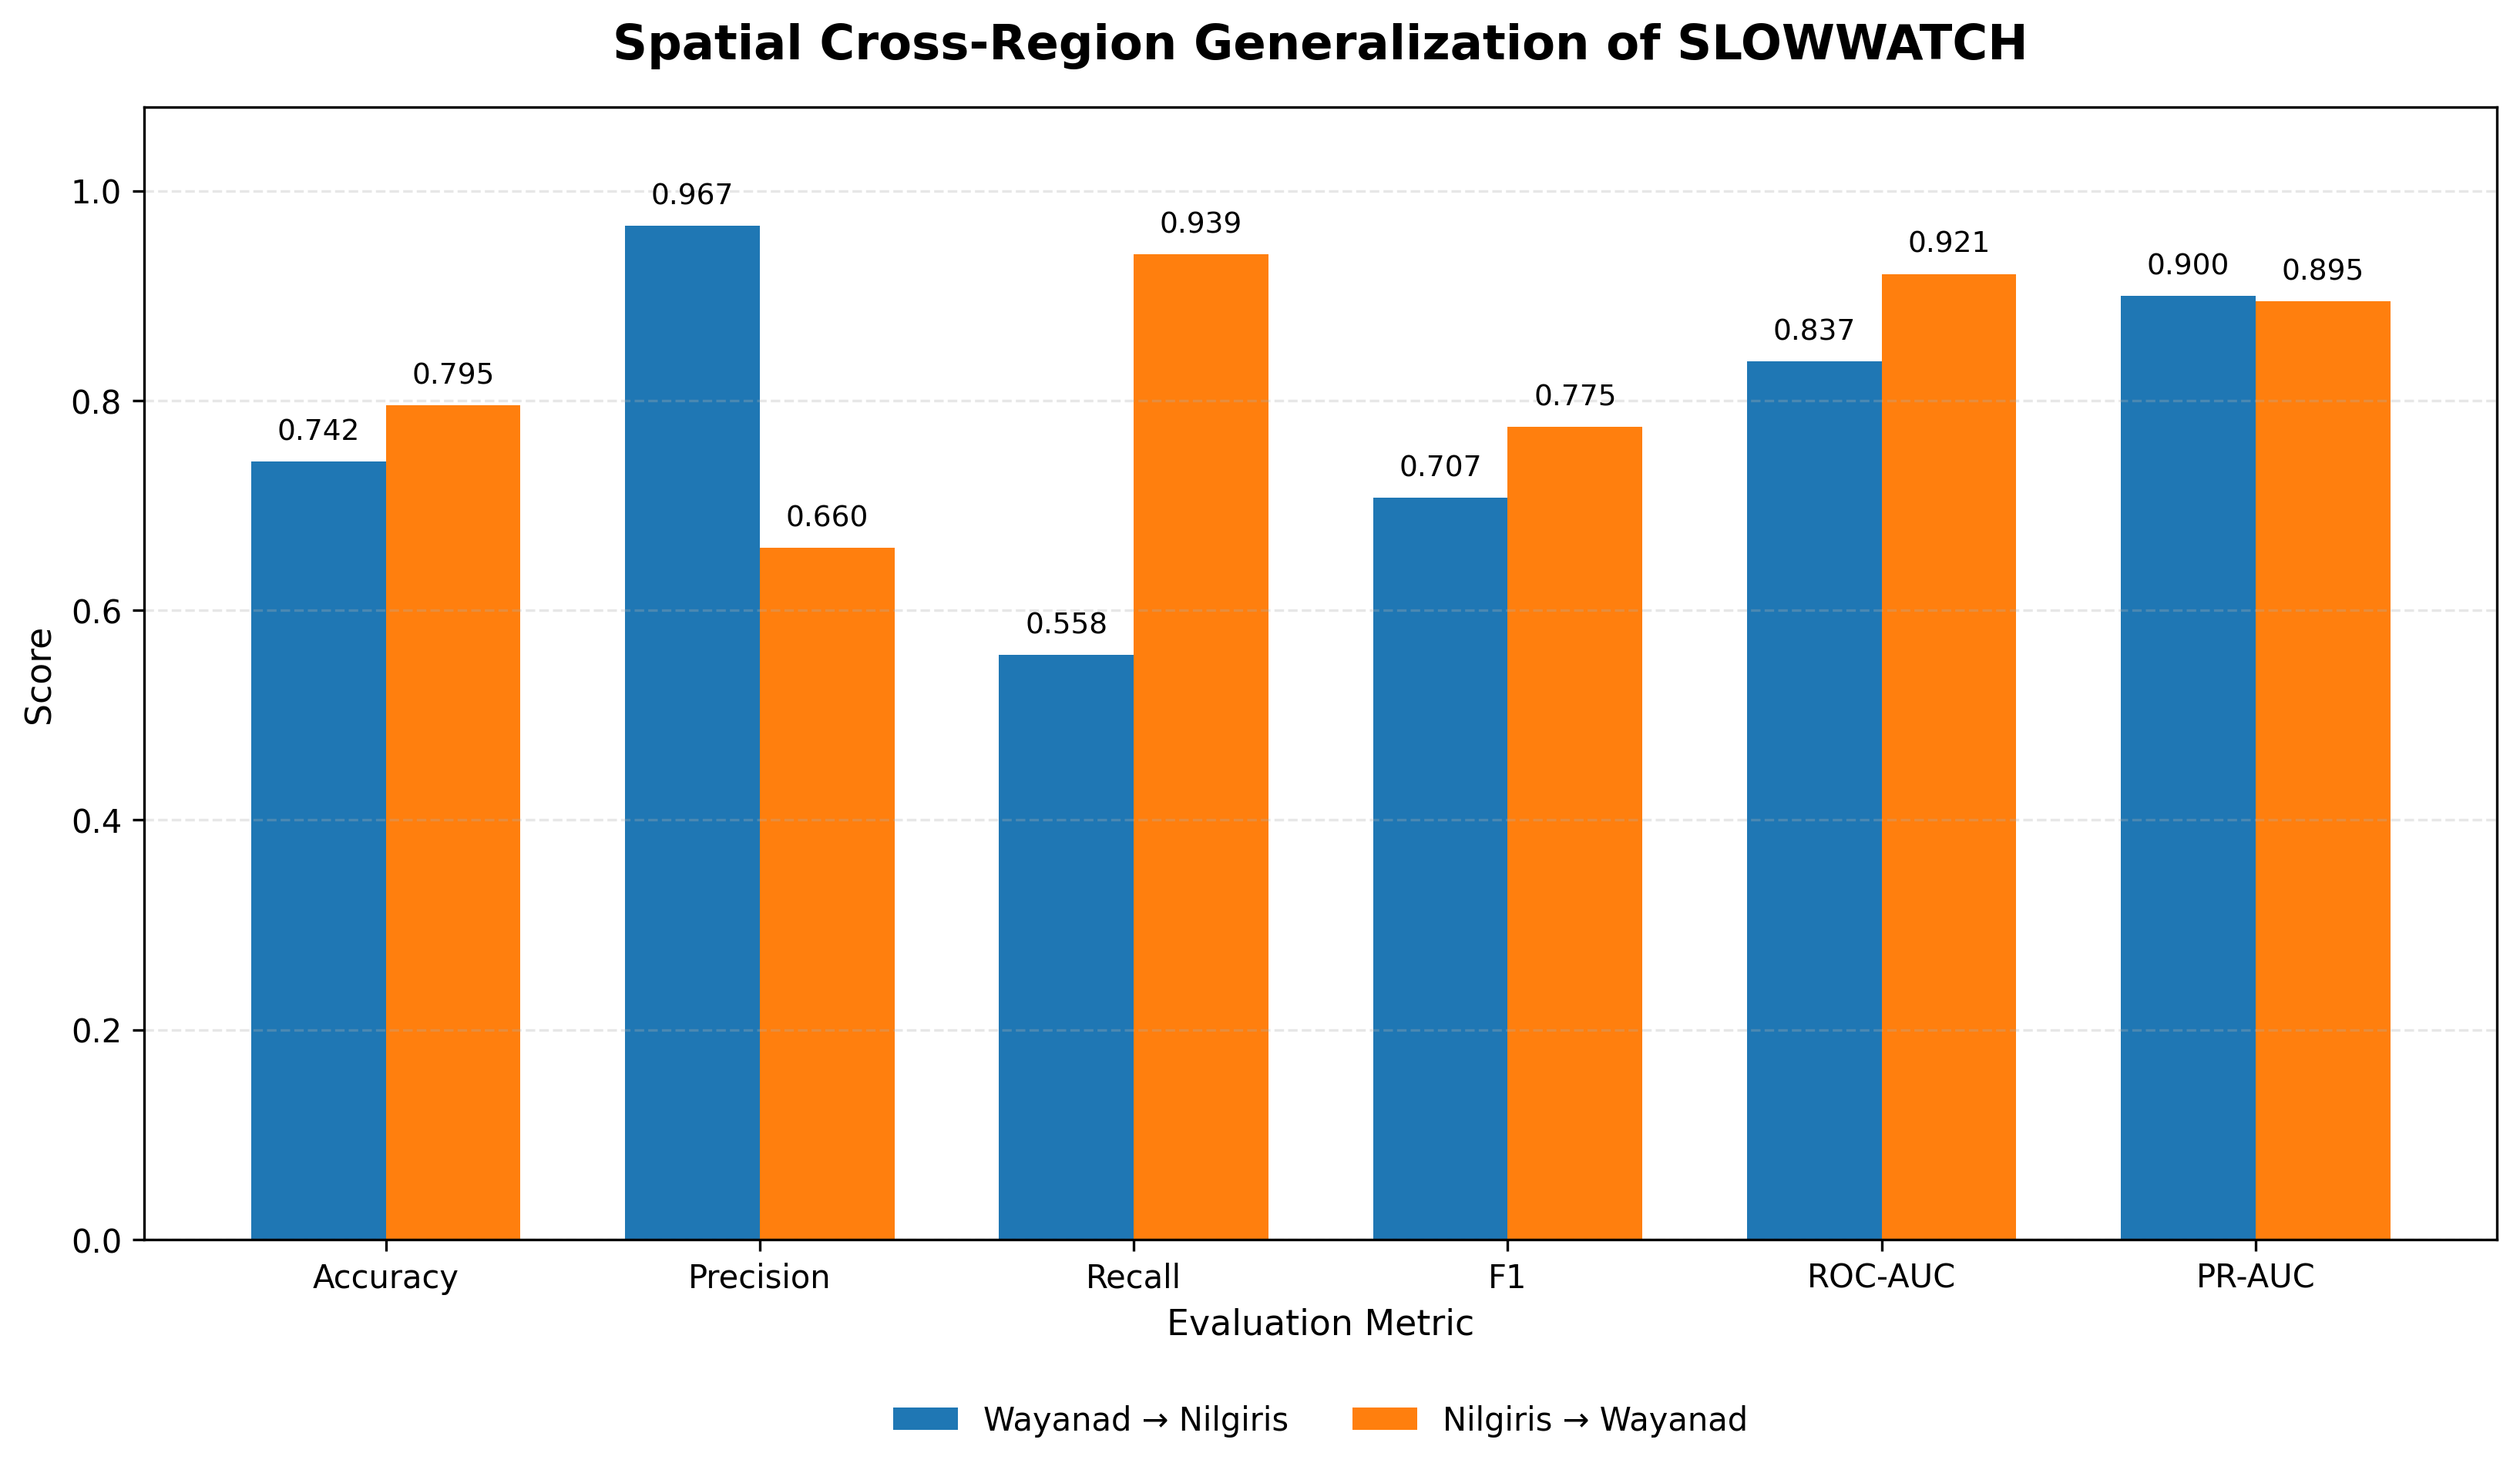 Spatial Cross-Region Generalization of SLOWWATCH
Score
1.0
0.8
0.6
0.4
0.2
0.0
0.742
0.795
0.967
0.660
0.558
0.939
0.707
0.775
0.837
0.921
0.900
0.895
Accuracy
Precision
Recall
F1
ROC-AUC
PR-AUC
Evaluation Metric
Wayanad → Nilgiris
Nilgiris → Wayanad